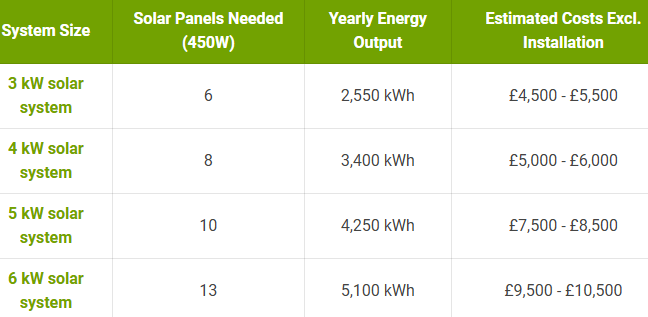 System Size
Solar Panels Needed
(450W)
Yearly Energy
Output
Estimated Costs Excl.
Installation
3 kW solar
system
6
2,550 kWh
£4,500 - £5,500
4 kW solar
system
8
3,400 kWh
£5,000 - £6,000
5 kW solar
system
10
4,250 kWh
£7,500 - £8,500
6 kW solar
system
13
5,100 kWh
£9,500 - £10,500